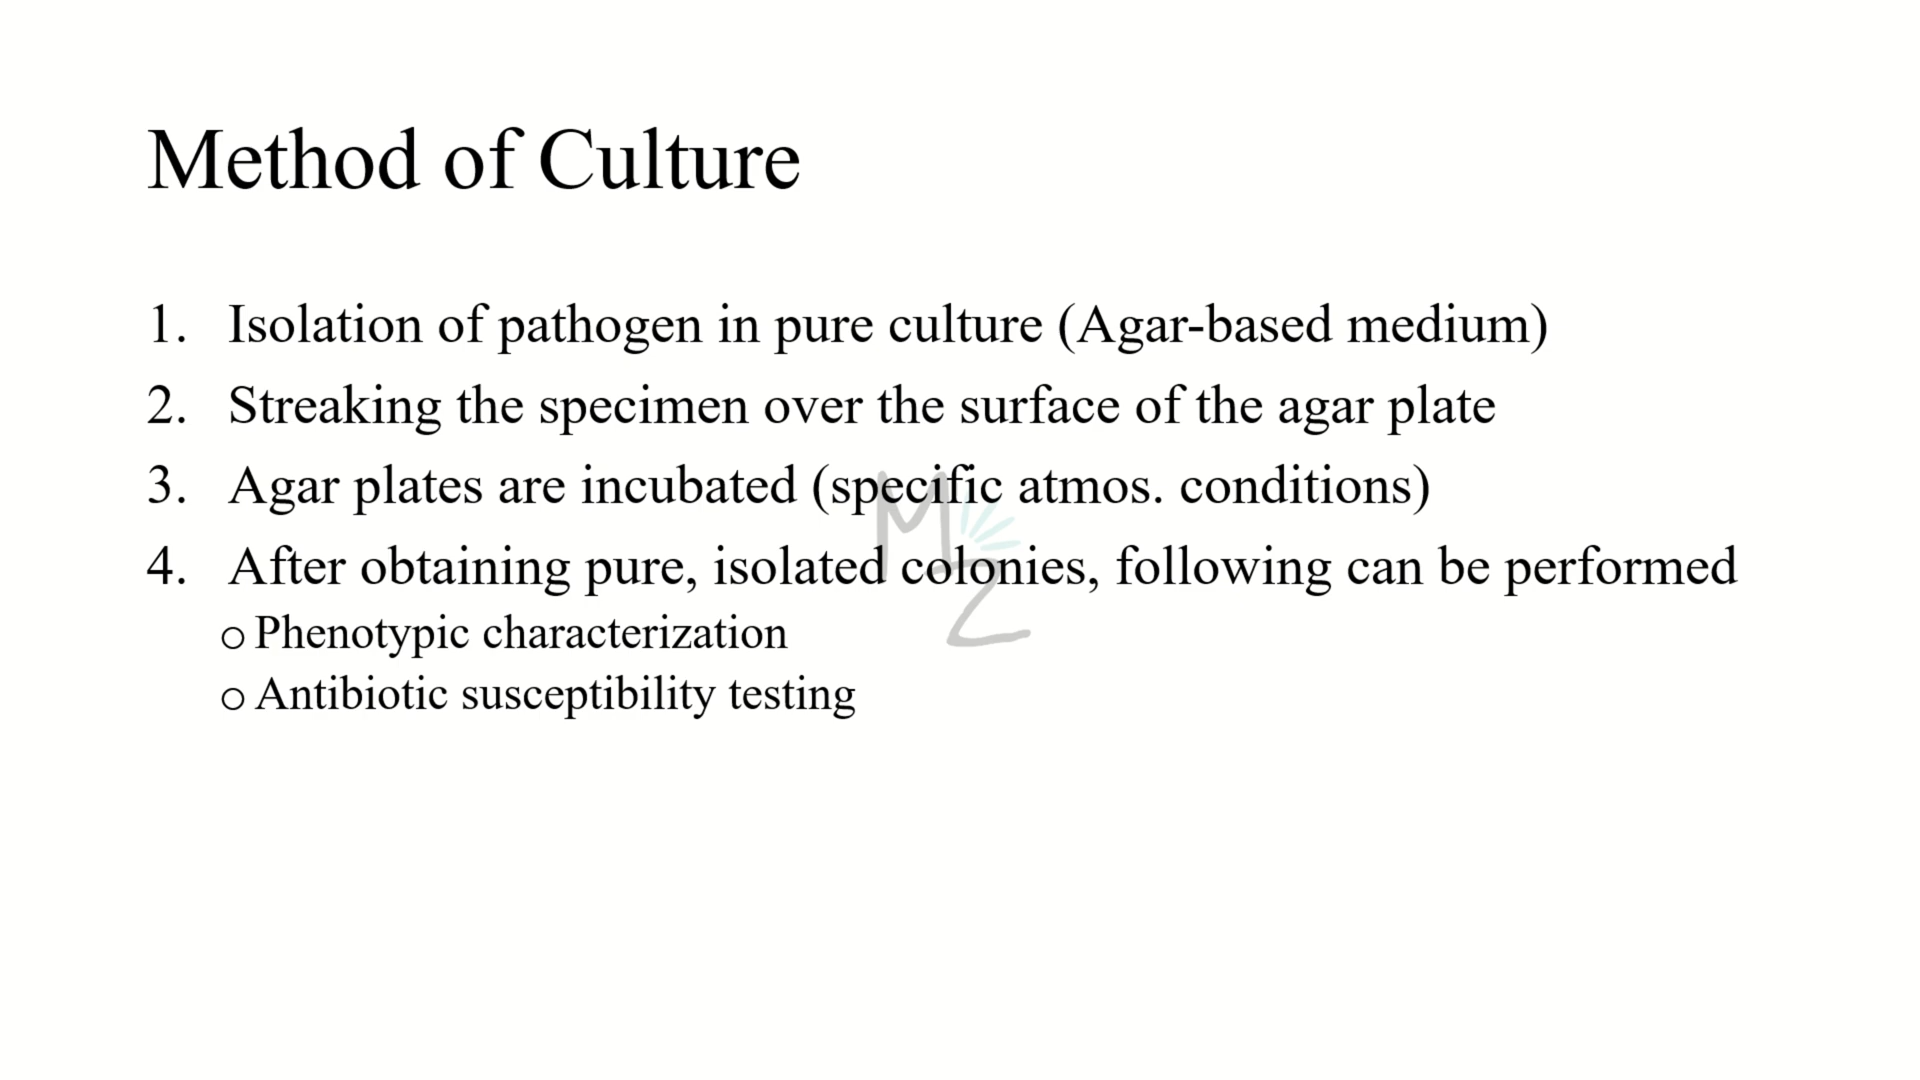 Method of Culture
1. Isolation of pathogen in pure culture (Agar-based medium)
2. Streaking the specimen over the surface of the agar plate
3. Agar plates are incubated (specific atmos. conditions)
4. After obtaining pure, isolated colonies, following can be performed
o Phenotypic characterization
o Antibiotic susceptibility testing
MZ